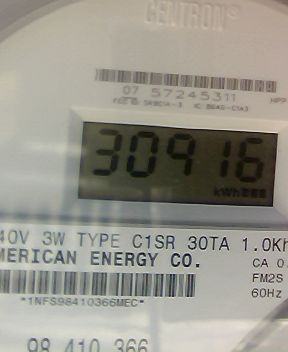 CENTRON®
07 57245311
30916
kWh
40V 3W TYPE C1SR 30TA 1.0Kh
MERICAN ENERGY CO.
CA 0.
FM2S
*1NFS98410366MEC*
60Hz
98 410 366